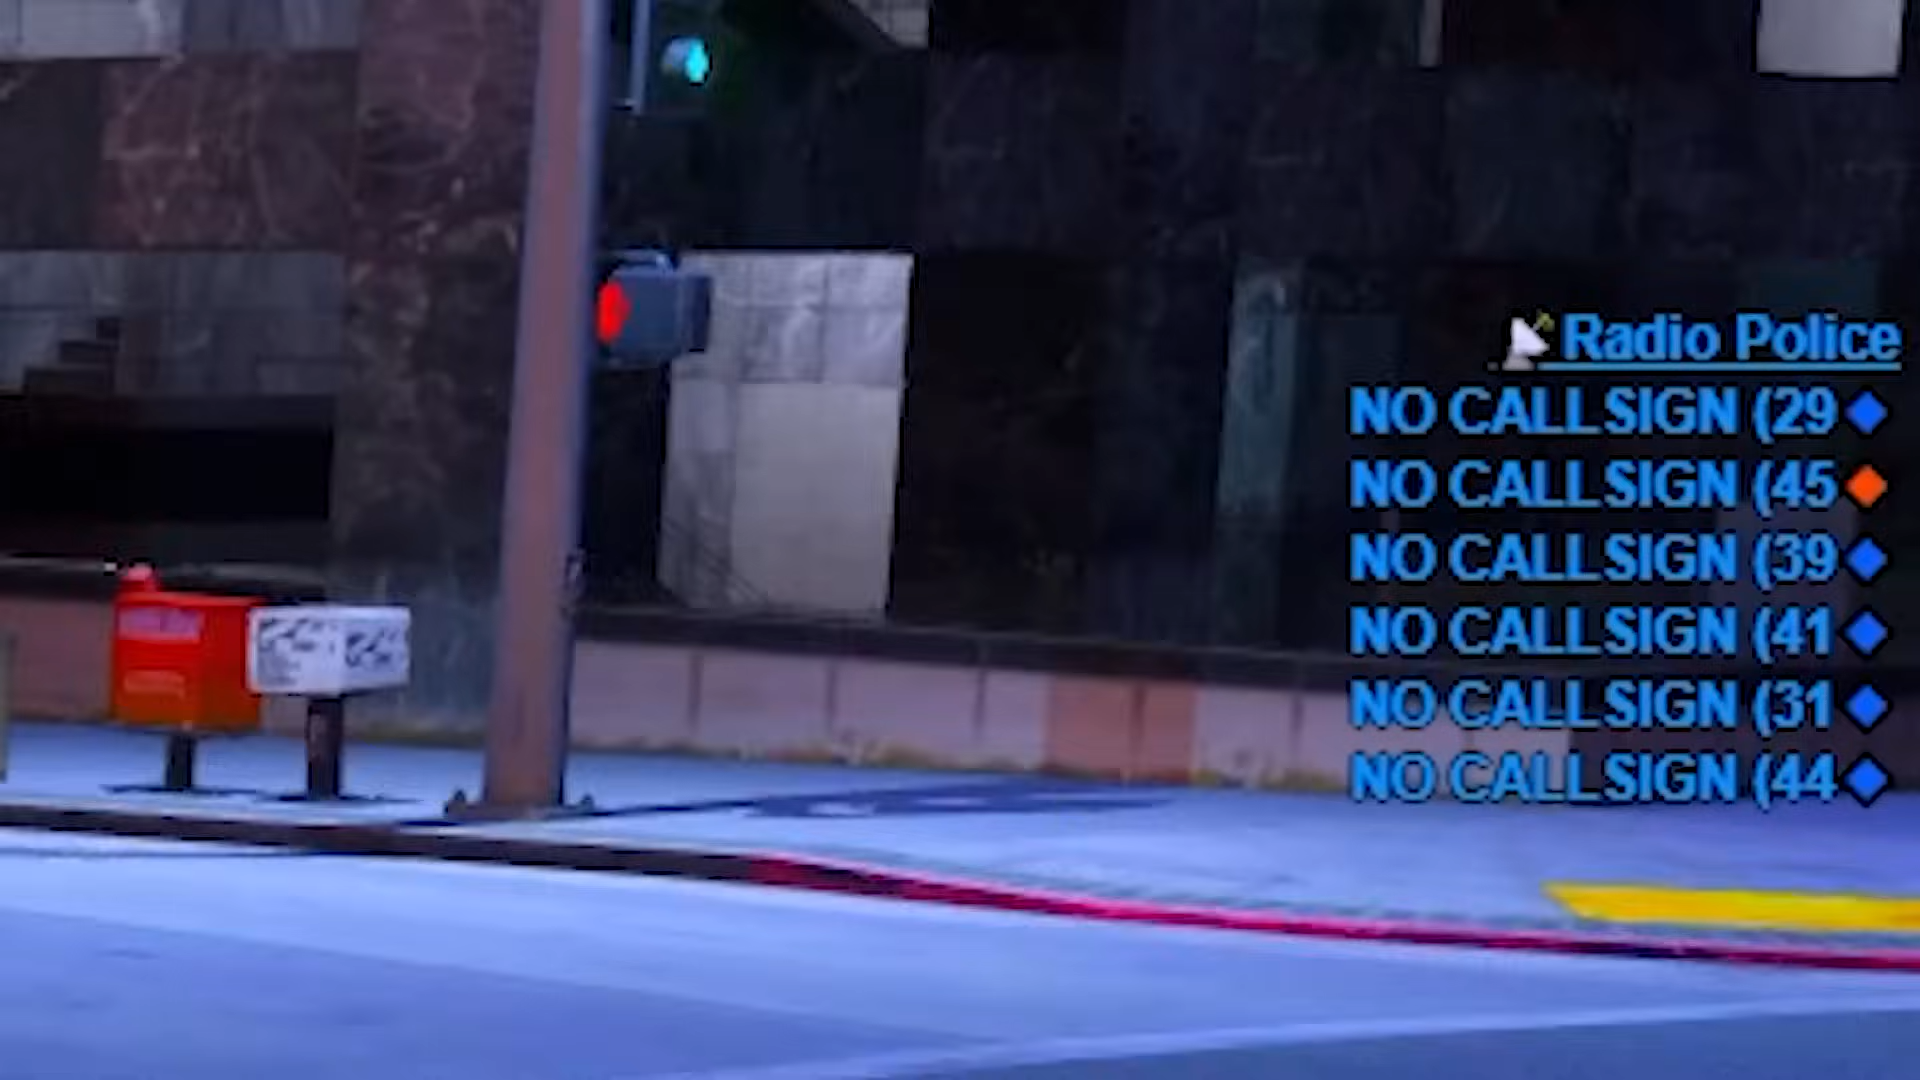 Radio Police
NO CALLSIGN (29
NO CALLSIGN (45
NO CALLSIGN (39
NO CALLSIGN (41
NO CALLSIGN (31
NO CALLSIGN (44